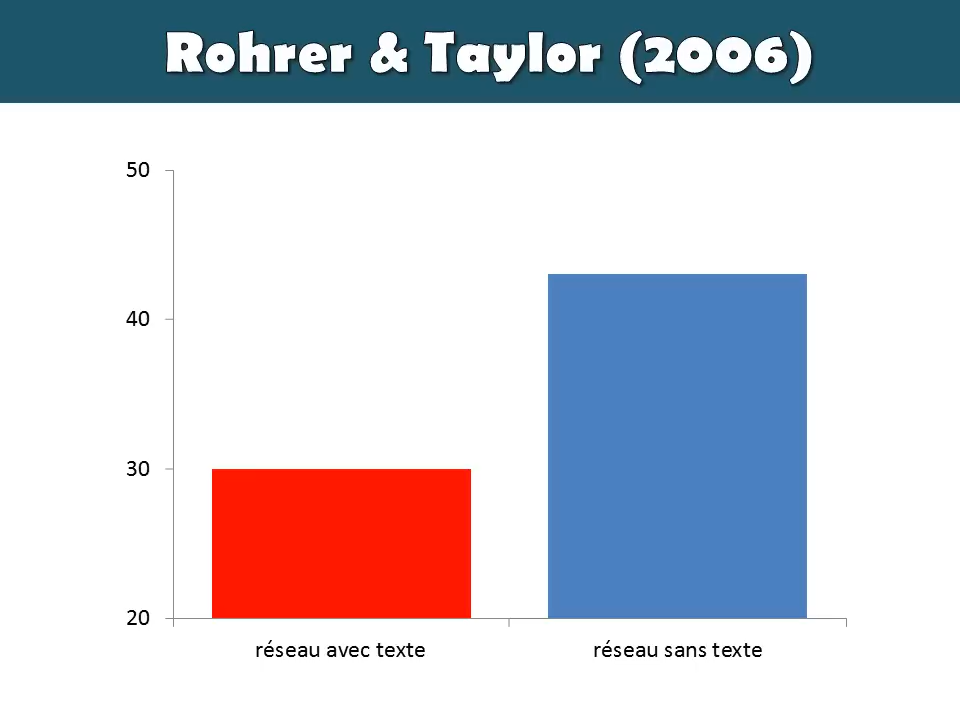 Rohrer & Taylor (2006)
50
40
30
20
réseau avec texte
réseau sans texte